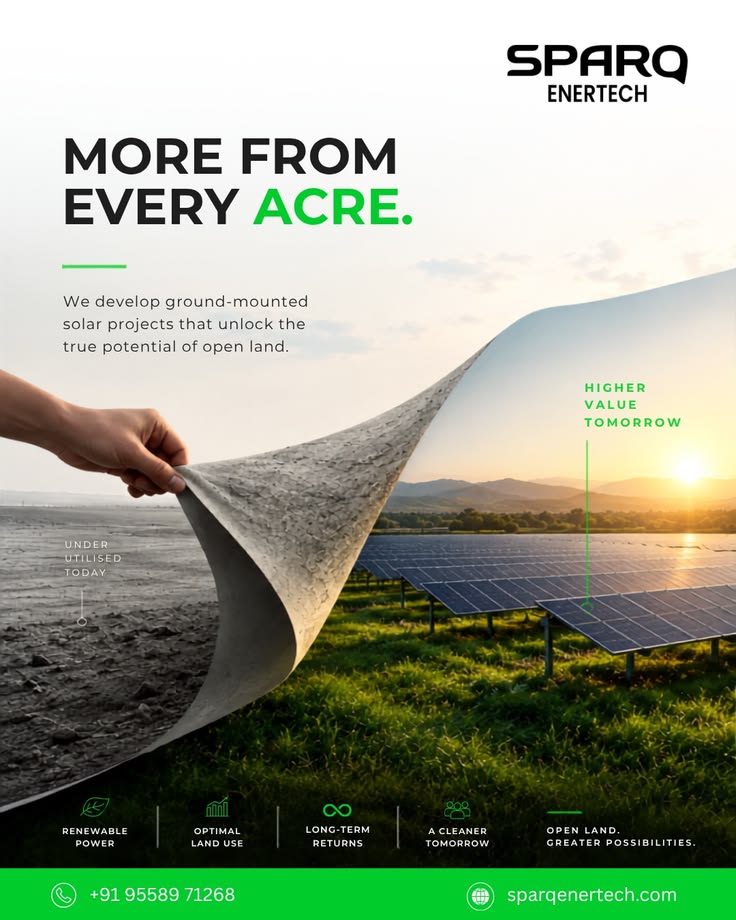 SPARQ
ENERTECH
MORE FROM
EVERY ACRE.
We develop ground-mounted
solar projects that unlock the
true potential of open land.
HIGHER
VALUE
TOMORROW
UNDER
UTILISED
TODAY
RENEWABLE
POWER
OPTIMAL
LAND USE
LONG-TERM
RETURNS
A CLEANER
TOMORROW
OPEN LAND.
GREATER POSSIBILITIES.
+91 95589 71268
sparqenertech.com